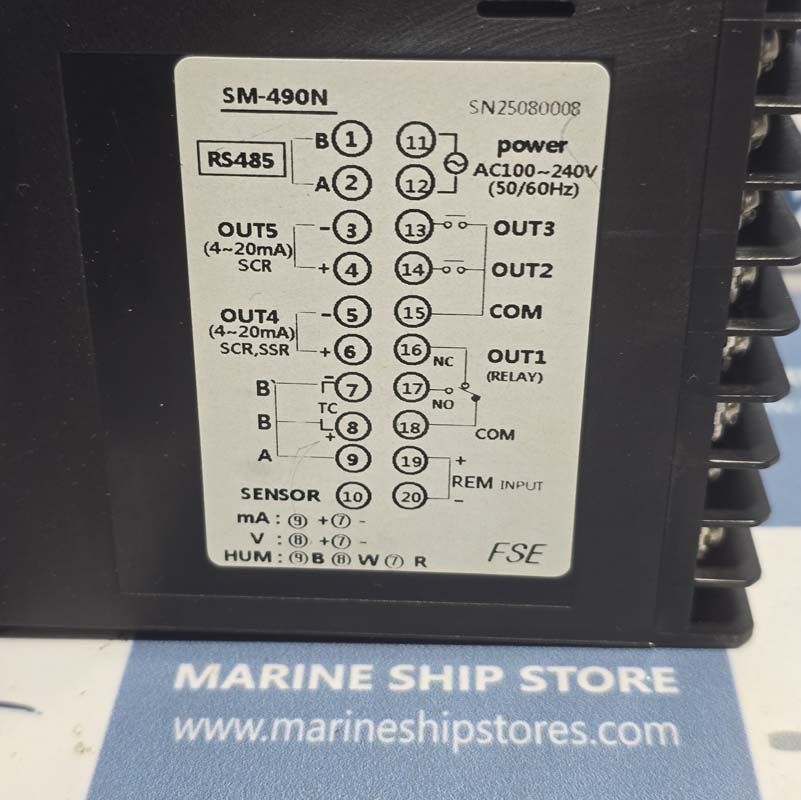 SM-490N
SN25080008
RS485
B 1
A 2
11
12
power
AC100~240V
(50/60Hz)
OUT5
(4~20mA)
SCR
- 3
+ 4
13 OUT3
14 OUT2
15 COM
OUT4
(4~20mA)
SCR,SSR
- 5
+ 6
16 NC
17 NO
18 COM
OUT1
(RELAY)
B - 7
TC
B 8
+
A 9
19 +
20 -
REM INPUT
SENSOR 10
mA : 9 + 7 -
V : 8 + 7 -
HUM : 9 B 8 W 7 R
FSE
MARINE SHIP STORE
www.marineshipstores.com